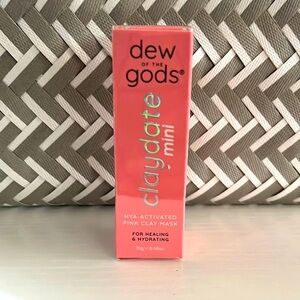 dew
OF THE
gods®
claydate
mini
HYA-ACTIVATED
PINK CLAY MASK
FOR HEALING
& HYDRATING